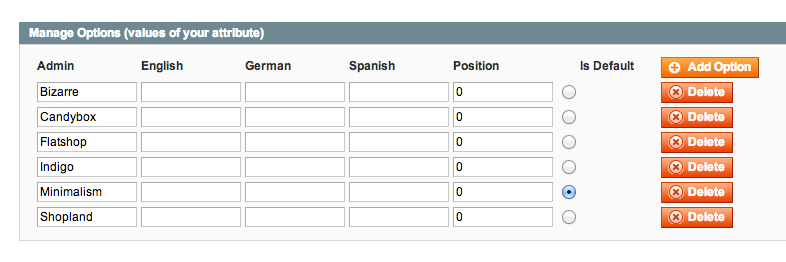 Manage Options (values of your attribute)
Admin English German Spanish Position Is Default Add Option
Bizarre 0 Delete
Candybox 0 Delete
Flatshop 0 Delete
Indigo 0 Delete
Minimalism 0 Delete
Shopland 0 Delete